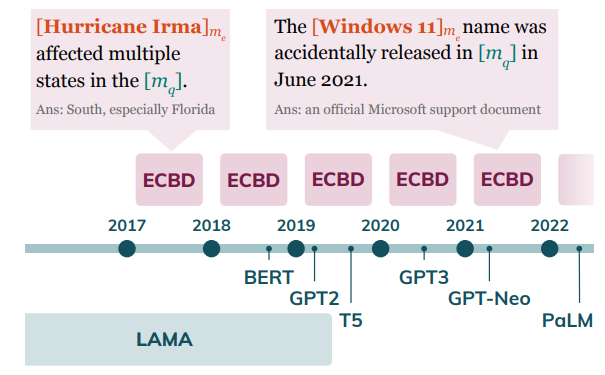 [Hurricane Irma]mₑ
affected multiple
states in the [m_q].
Ans: South, especially Florida
The [Windows 11]mₑ name was
accidentally released in [m_q] in
June 2021.
Ans: an official Microsoft support document
ECBD ECBD ECBD ECBD ECBD
2017 2018 2019 2020 2021 2022
BERT GPT3
GPT2 GPT-Neo
T5 PaLM
LAMA